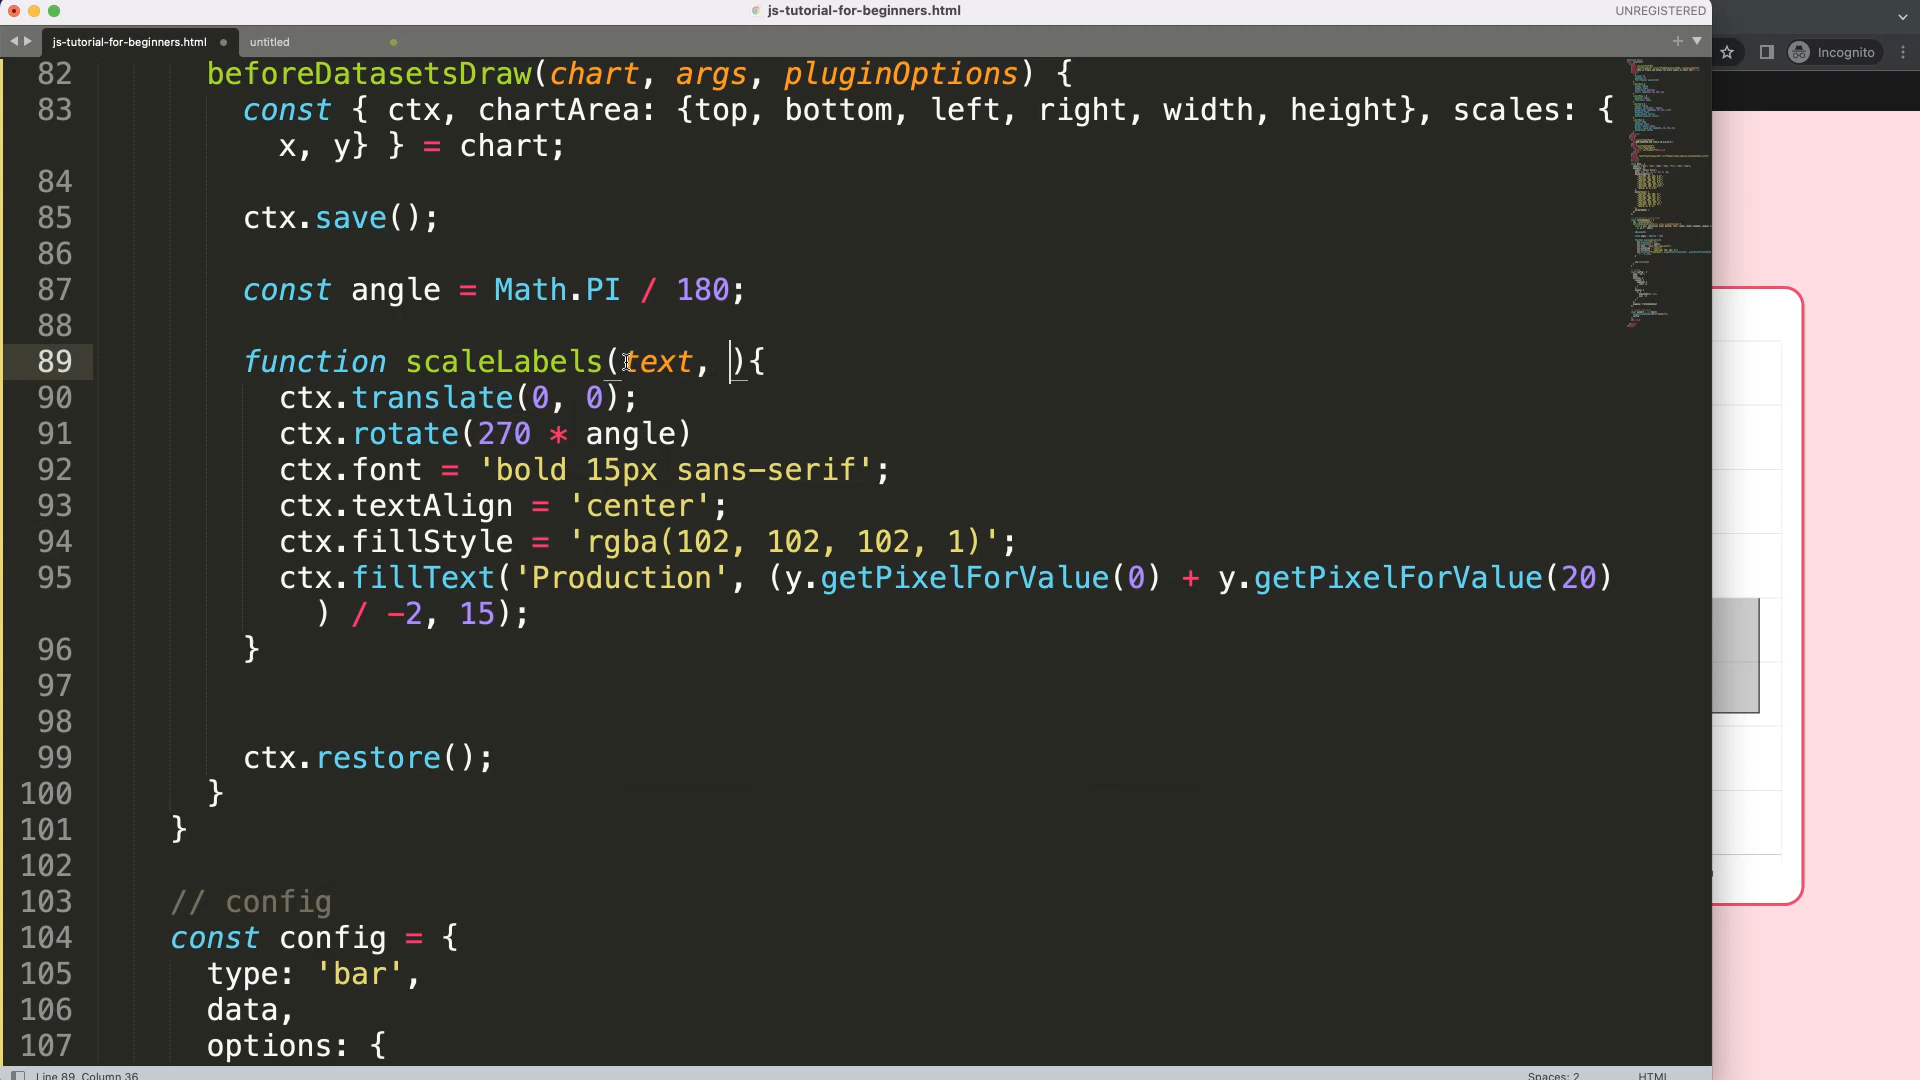 js-tutorial-for-beginners.html
UNREGISTERED
js-tutorial-for-beginners.html
untitled
Incognito
82 beforeDatasetsDraw(chart, args, pluginOptions) {
83 const { ctx, chartArea: {top, bottom, left, right, width, height}, scales: {
x, y} } = chart;
84
85 ctx.save();
86
87 const angle = Math.PI / 180;
88
89 function scaleLabels(text, ){
90 ctx.translate(0, 0);
91 ctx.rotate(270 * angle)
92 ctx.font = 'bold 15px sans-serif';
93 ctx.textAlign = 'center';
94 ctx.fillStyle = 'rgba(102, 102, 102, 1)';
95 ctx.fillText('Production', (y.getPixelForValue(0) + y.getPixelForValue(20)
) / -2, 15);
96 }
97
98
99 ctx.restore();
100 }
101 }
102
103 // config
104 const config = {
105 type: 'bar',
106 data,
107 options: {
Line 89, Column 36
Spaces: 2
HTML